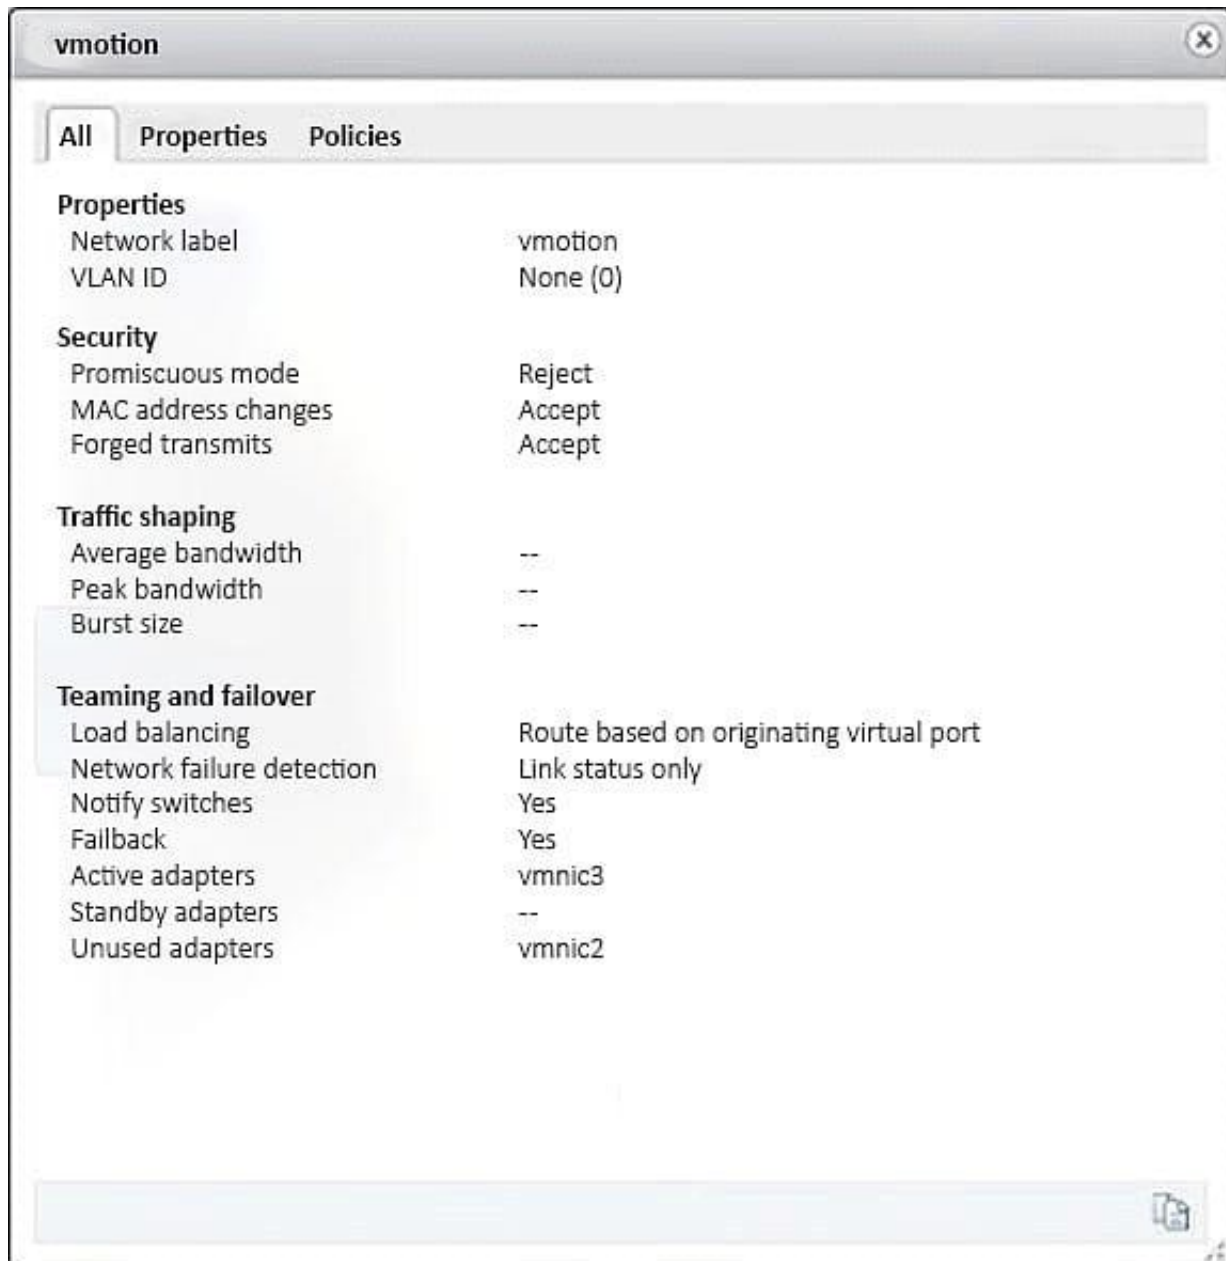 vmotion
All Properties Policies
Properties
Network label vmotion
VLAN ID None (0)
Security
Promiscuous mode Reject
MAC address changes Accept
Forged transmits Accept
Traffic shaping
Average bandwidth --
Peak bandwidth --
Burst size --
Teaming and failover
Load balancing Route based on originating virtual port
Network failure detection Link status only
Notify switches Yes
Failback Yes
Active adapters vmnic3
Standby adapters --
Unused adapters vmnic2